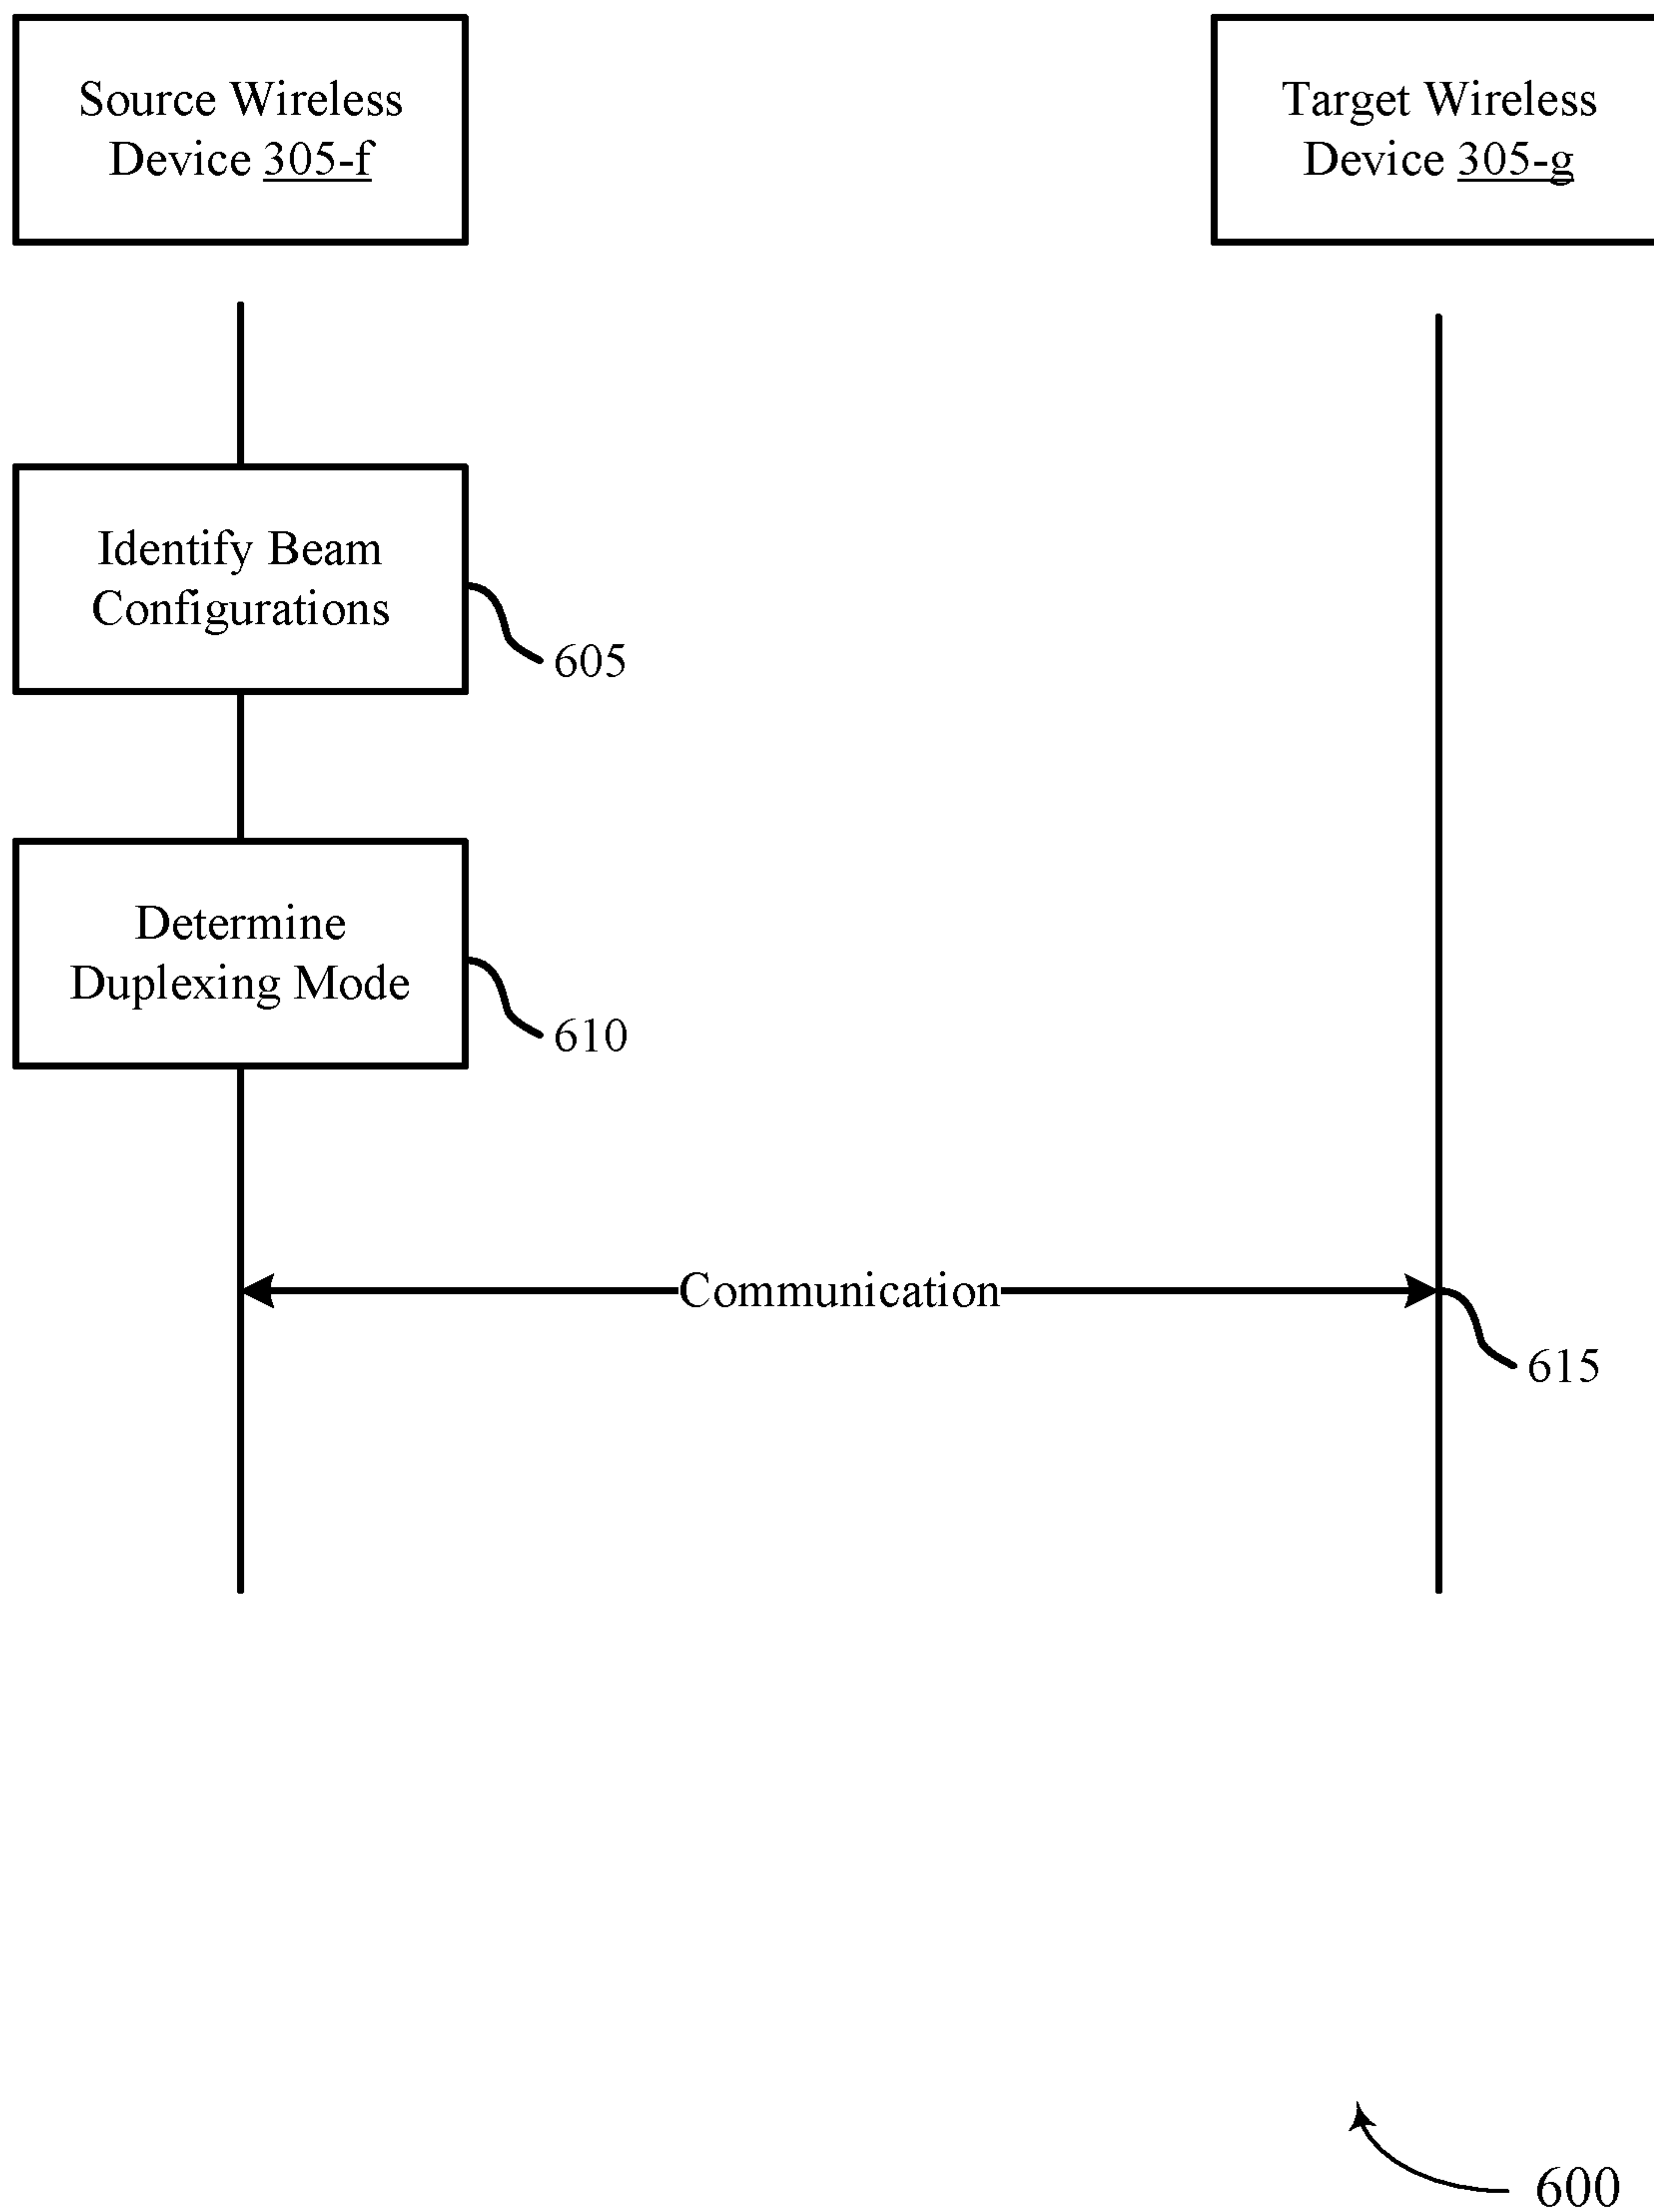 Source Wireless
Device 305-f
Target Wireless
Device 305-g
Identify Beam
Configurations
605
Determine
Duplexing Mode
610
Communication
615
600